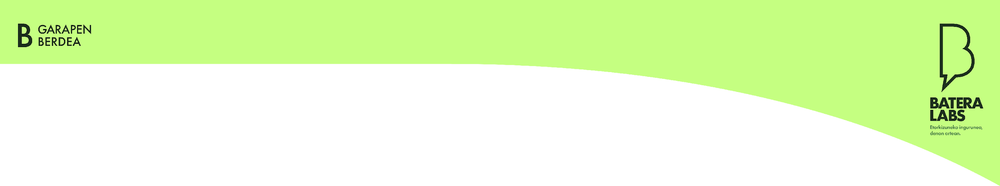 B GARAPEN
BERDEA
B
BATERA
LABS
Etorkizuneko ingurunea,
denon artean.